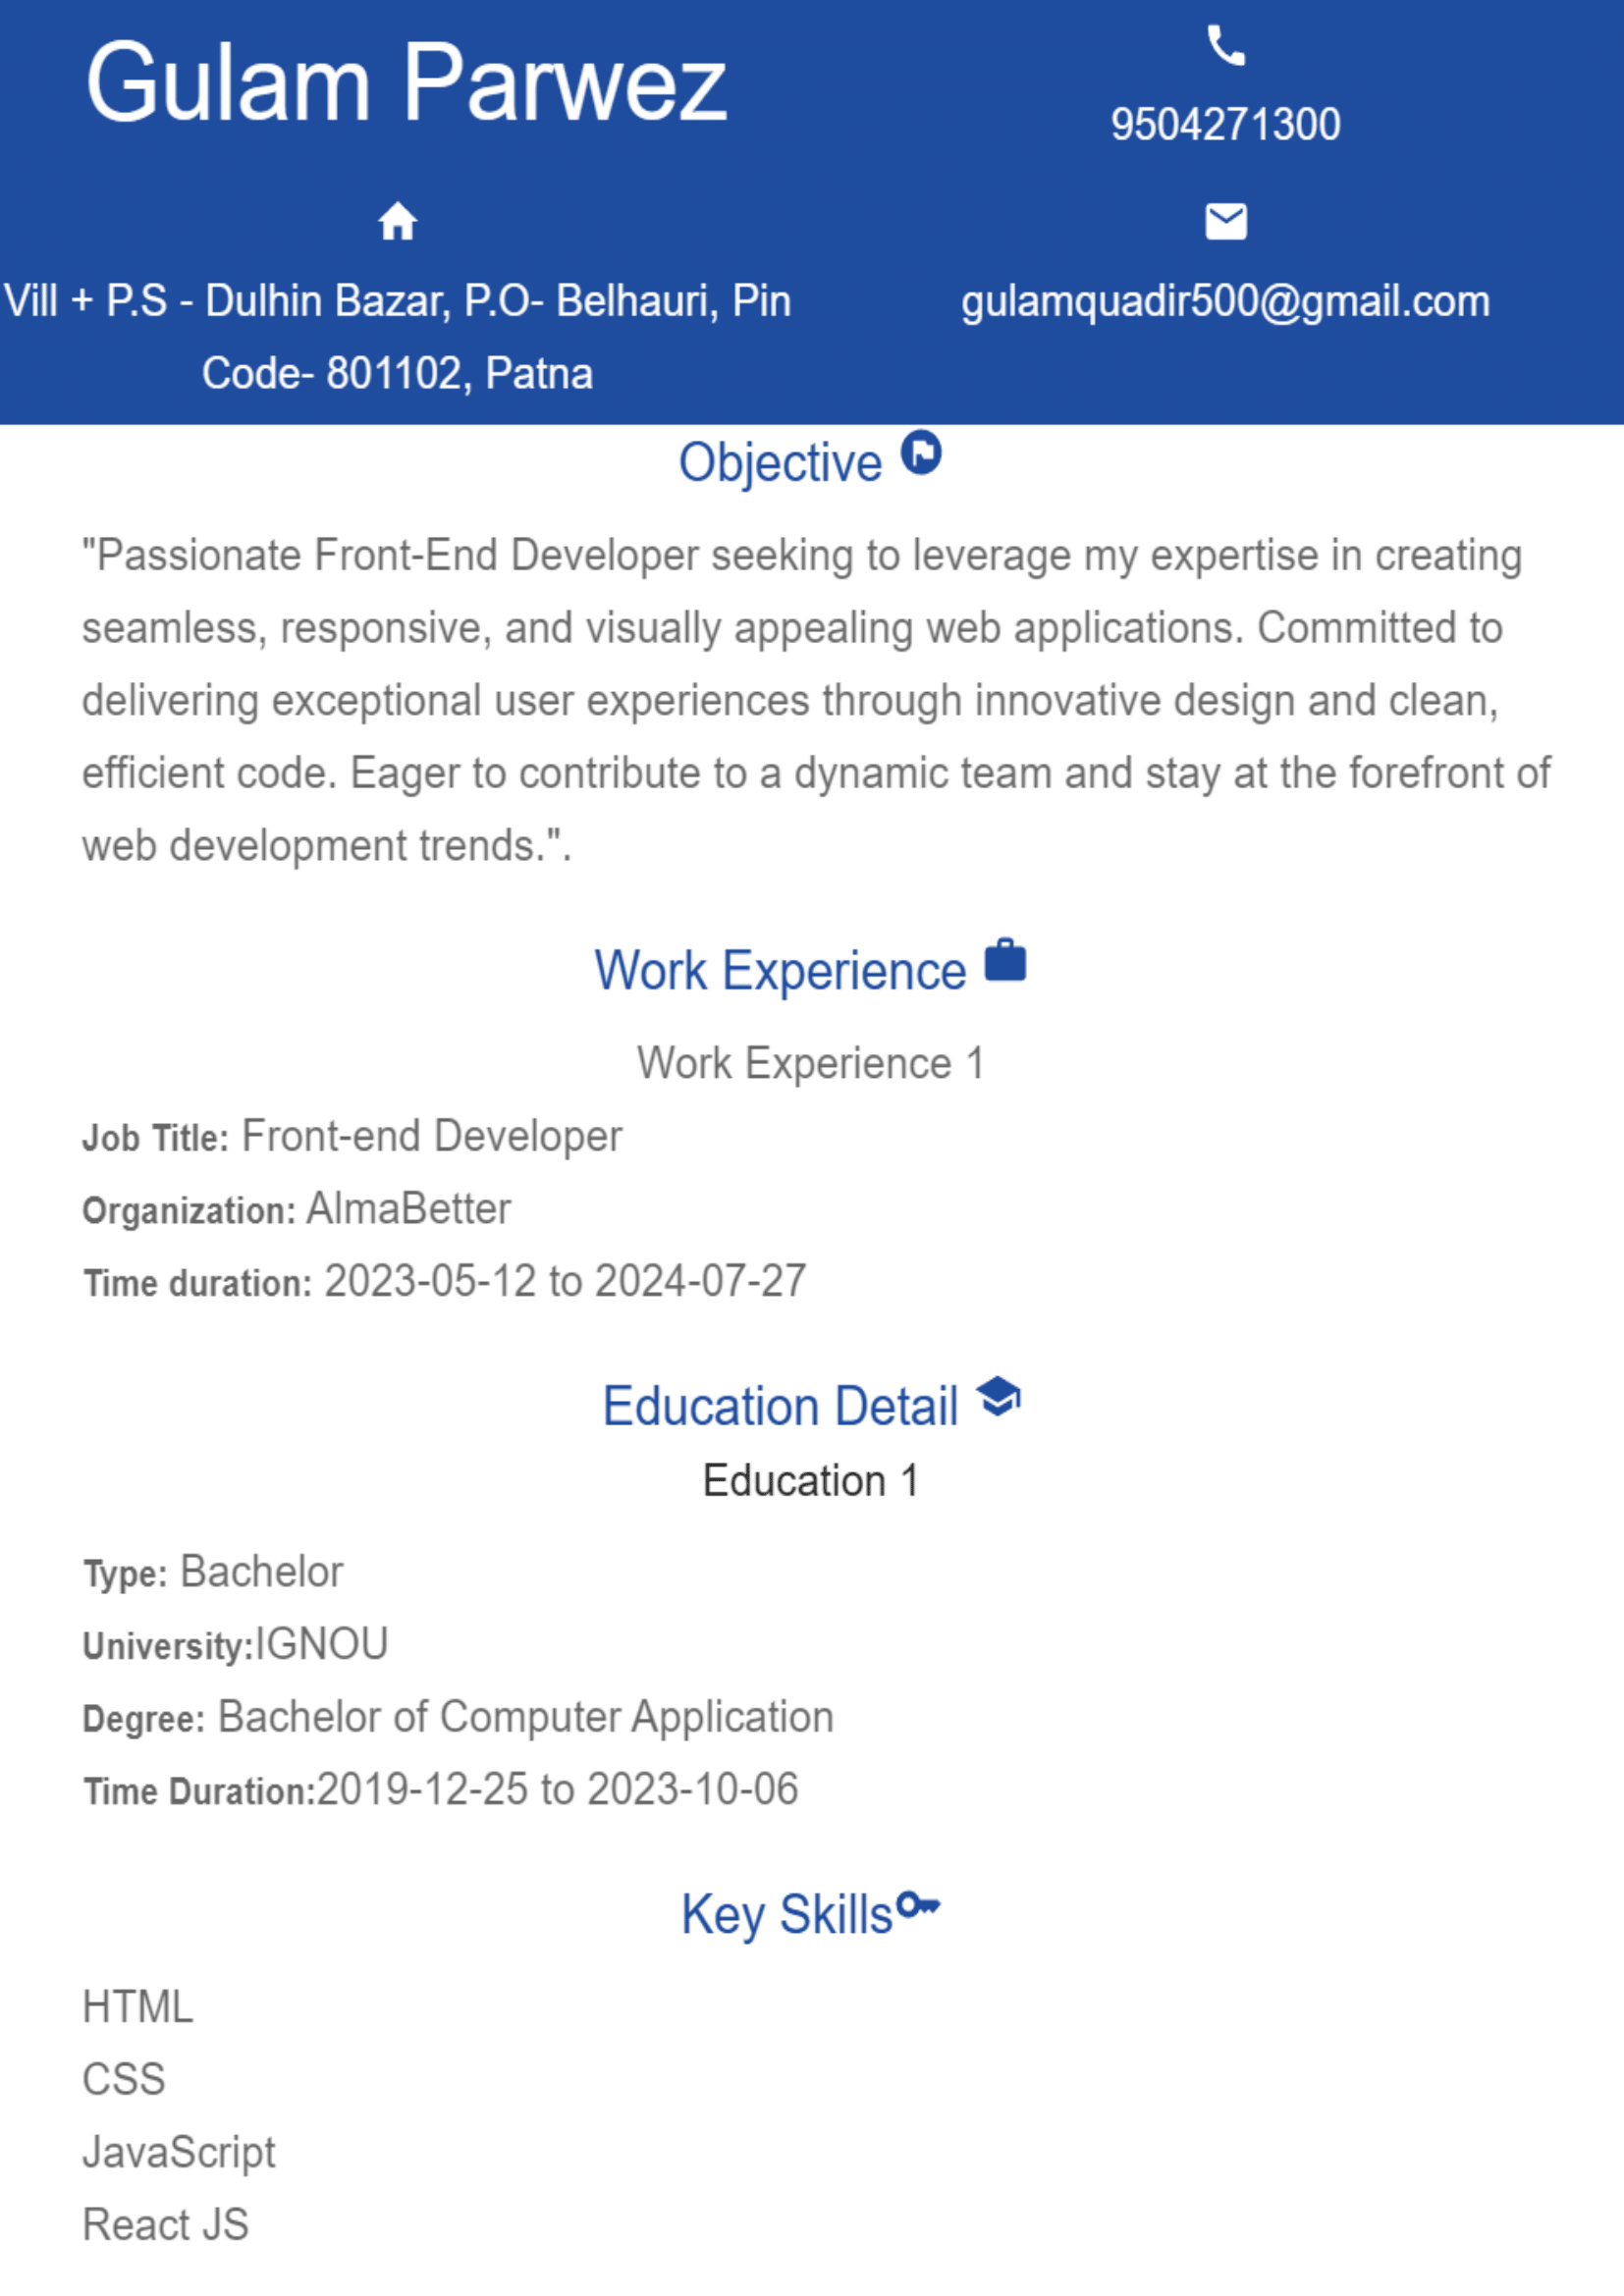 Gulam Parwez
9504271300
Vill + P.S - Dulhin Bazar, P.O- Belhauri, Pin
Code- 801102, Patna
gulamquadir500@gmail.com
Objective
"Passionate Front-End Developer seeking to leverage my expertise in creating
seamless, responsive, and visually appealing web applications. Committed to
delivering exceptional user experiences through innovative design and clean,
efficient code. Eager to contribute to a dynamic team and stay at the forefront of
web development trends.".
Work Experience
Work Experience 1
Job Title: Front-end Developer
Organization: AlmaBetter
Time duration: 2023-05-12 to 2024-07-27
Education Detail
Education 1
Type: Bachelor
University:IGNOU
Degree: Bachelor of Computer Application
Time Duration:2019-12-25 to 2023-10-06
Key Skills
HTML
CSS
JavaScript
React JS